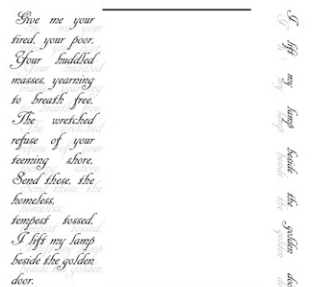 Give me your
tired, your poor,
Your huddled
masses, yearning
to breath free,
The wretched
refuse of your
teeming shore,
Send these, the
homeless,
tempest tossed,
I lift my lamp
beside the golden
door.
I lift my lamp beside the golden